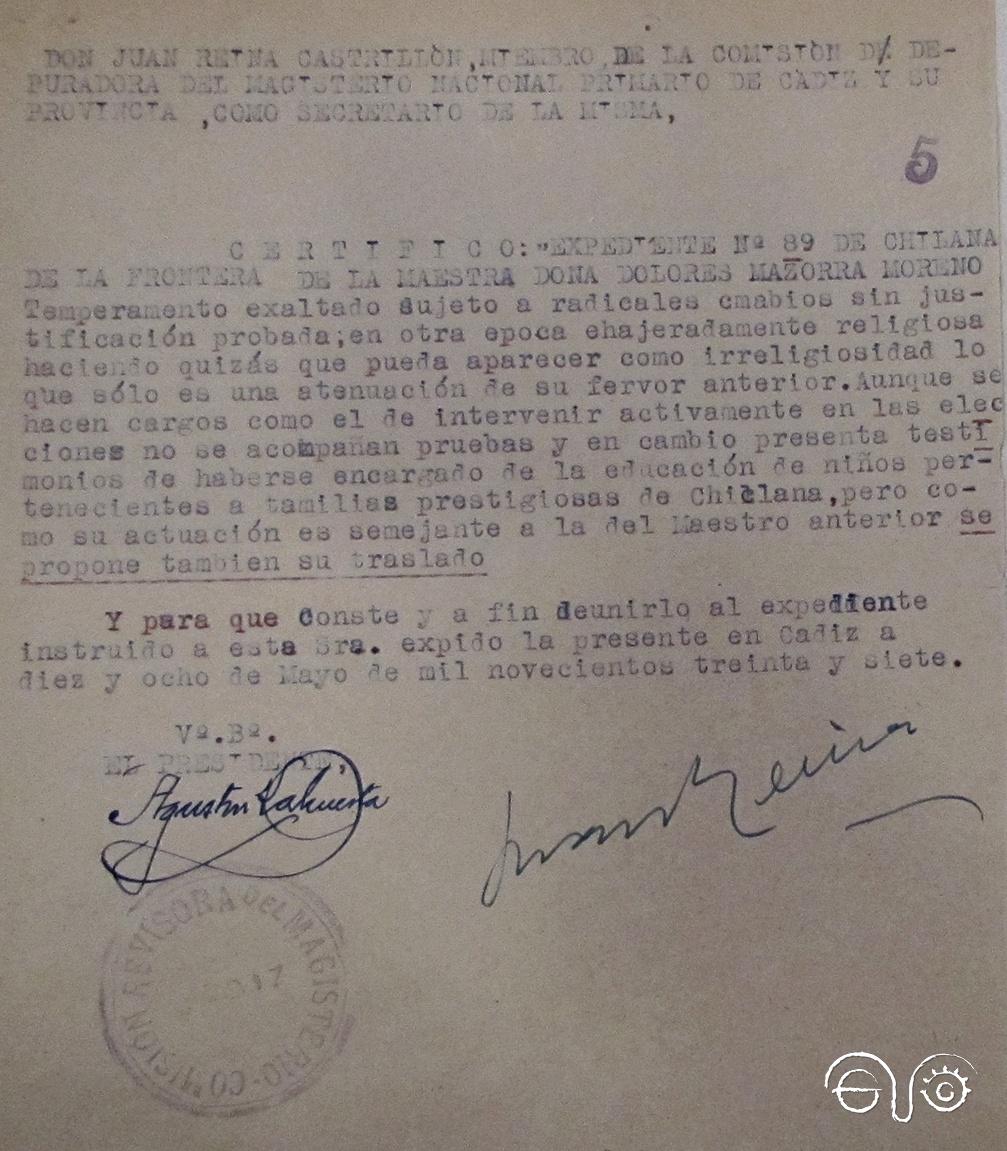 DON JUAN REINA CASTRILLÒN,MIEMBRO,DE LA COMISIÒN D/ DE-
PURADORA DEL MAGISTERIO NACIONAL PRIMARIO DE CADIZ Y SU
PROVINCIA ,COMO SECRETARIO DE LA MISMA,
5
C E R T I F I C O:"EXPEDIENTE Nº 89 DE CHILANA
DE LA FRONTERA DE LA MAESTRA DOÑA DOLORES MAZORRA MORENO
Temperamento exaltado sujeto a radicales cmabios sin jus-
tificación probada;en otra epoca ehajeradamente religiosa
haciendo quizás que pueda aparecer como irreligiosidad lo
que sólo es una atenuación de su fervor anterior.Aunque se
hacen cargos como el de intervenir activamente en las elec
ciones no se acompañan pruebas y en cambio presenta testi
monios de haberse encargado de la educación de niños per-
tenecientes a familias prestigiosas de Chiclana,pero co-
mo su actuación es semejante a la del Maestro anterior se
propone tambien su traslado
Y para que Conste y a fin deunirlo al expediente
instruido a esta Sra. expido la presente en Cadiz a
diez y ocho de Mayo de mil novecientos treinta y siete.
Vº.Bº.
EL PRESIDENTE,
Agustin Lahuerta
Juan Reina
COMISIÓN REVISORA DEL MAGISTERIO